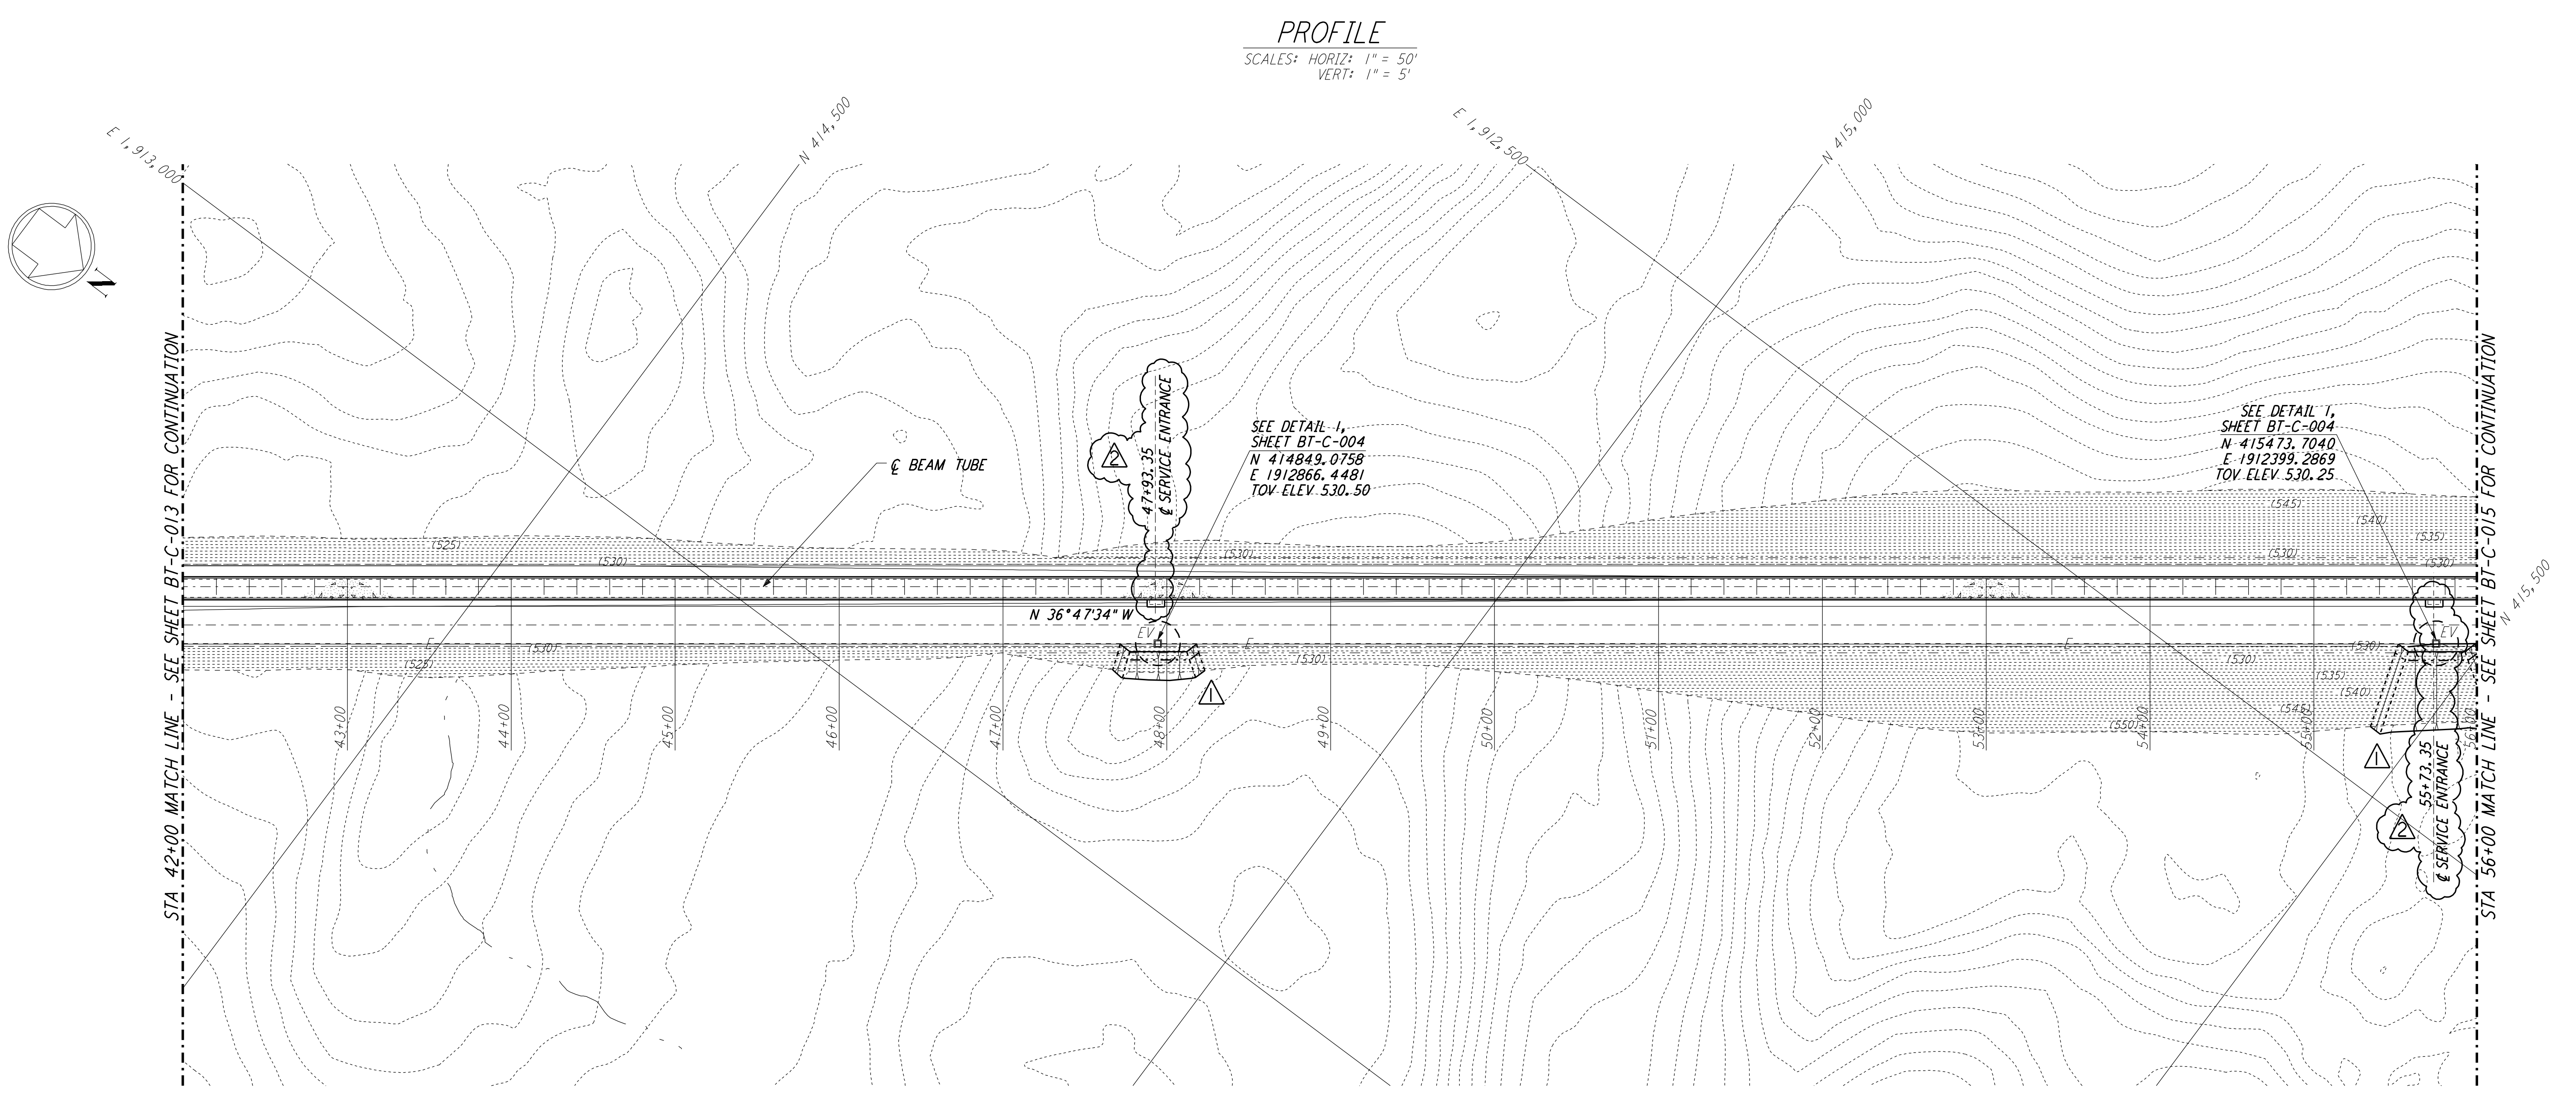 PROFILE
SCALES: HORIZ: 1" = 50'
VERT: 1" = 5'
E 1,913,000
N 414,500
E 1,912,500
N 415,000
N
STA 42+00 MATCH LINE - SEE SHEET BT-C-013 FOR CONTINUATION
℄ BEAM TUBE
2
47+93.35
℄ SERVICE ENTRANCE
SEE DETAIL 1,
SHEET BT-C-004
N 414849.0758
E 1912866.4481
TOV ELEV 530.50
SEE DETAIL 1,
SHEET BT-C-004
N 415473.7040
E 1912399.2869
TOV ELEV 530.25
STA 56+00 MATCH LINE - SEE SHEET BT-C-015 FOR CONTINUATION
(545)
(540)
(535)
(530)
(525)
(530)
(530)
(530)
N 36°47'34" W
EV
EV
E
E
E
(530)
(525)
(530)
(530)
(530)
(535)
(540)
(545)
(550)
N 415,500
43+00
44+00
45+00
46+00
47+00
48+00
49+00
50+00
51+00
52+00
53+00
54+00
55+00
56+00
1
1
2
55+73.35
℄ SERVICE ENTRANCE